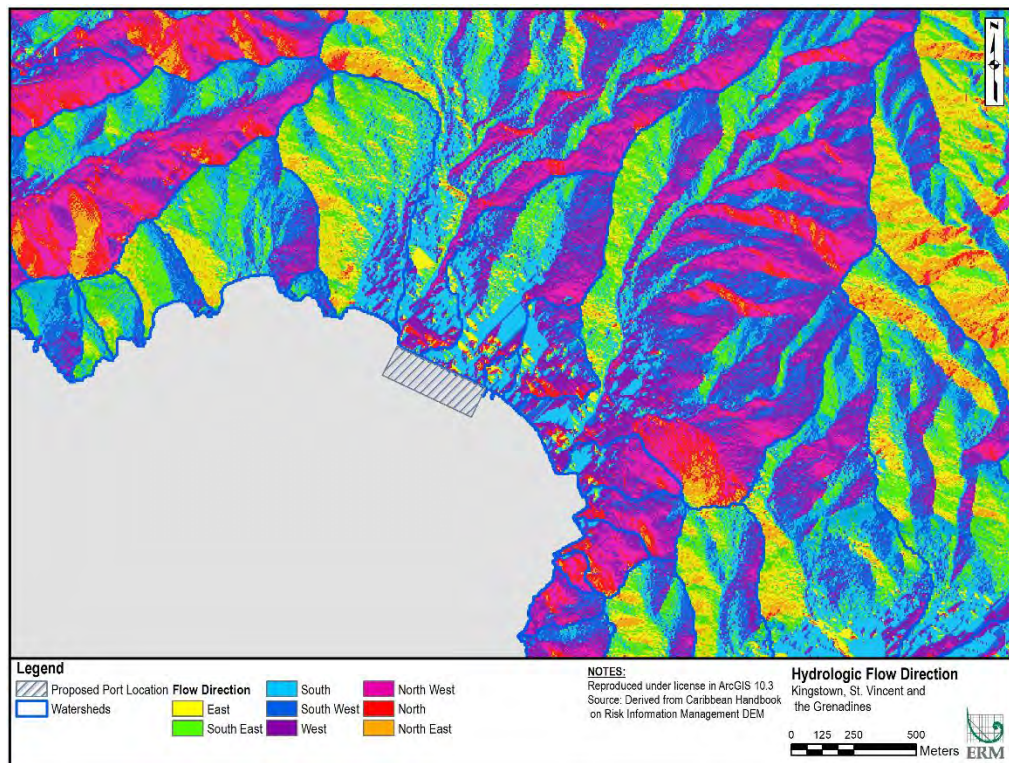 N
Legend
Proposed Port Location
Watersheds
Flow Direction
East
South East
South
South West
West
North West
North
North East
NOTES:
Reproduced under license in ArcGIS 10.3
Source: Derived from Caribbean Handbook
on Risk Information Management DEM
Hydrologic Flow Direction
Kingstown, St. Vincent and
the Grenadines
0 125 250 500
Meters
ERM